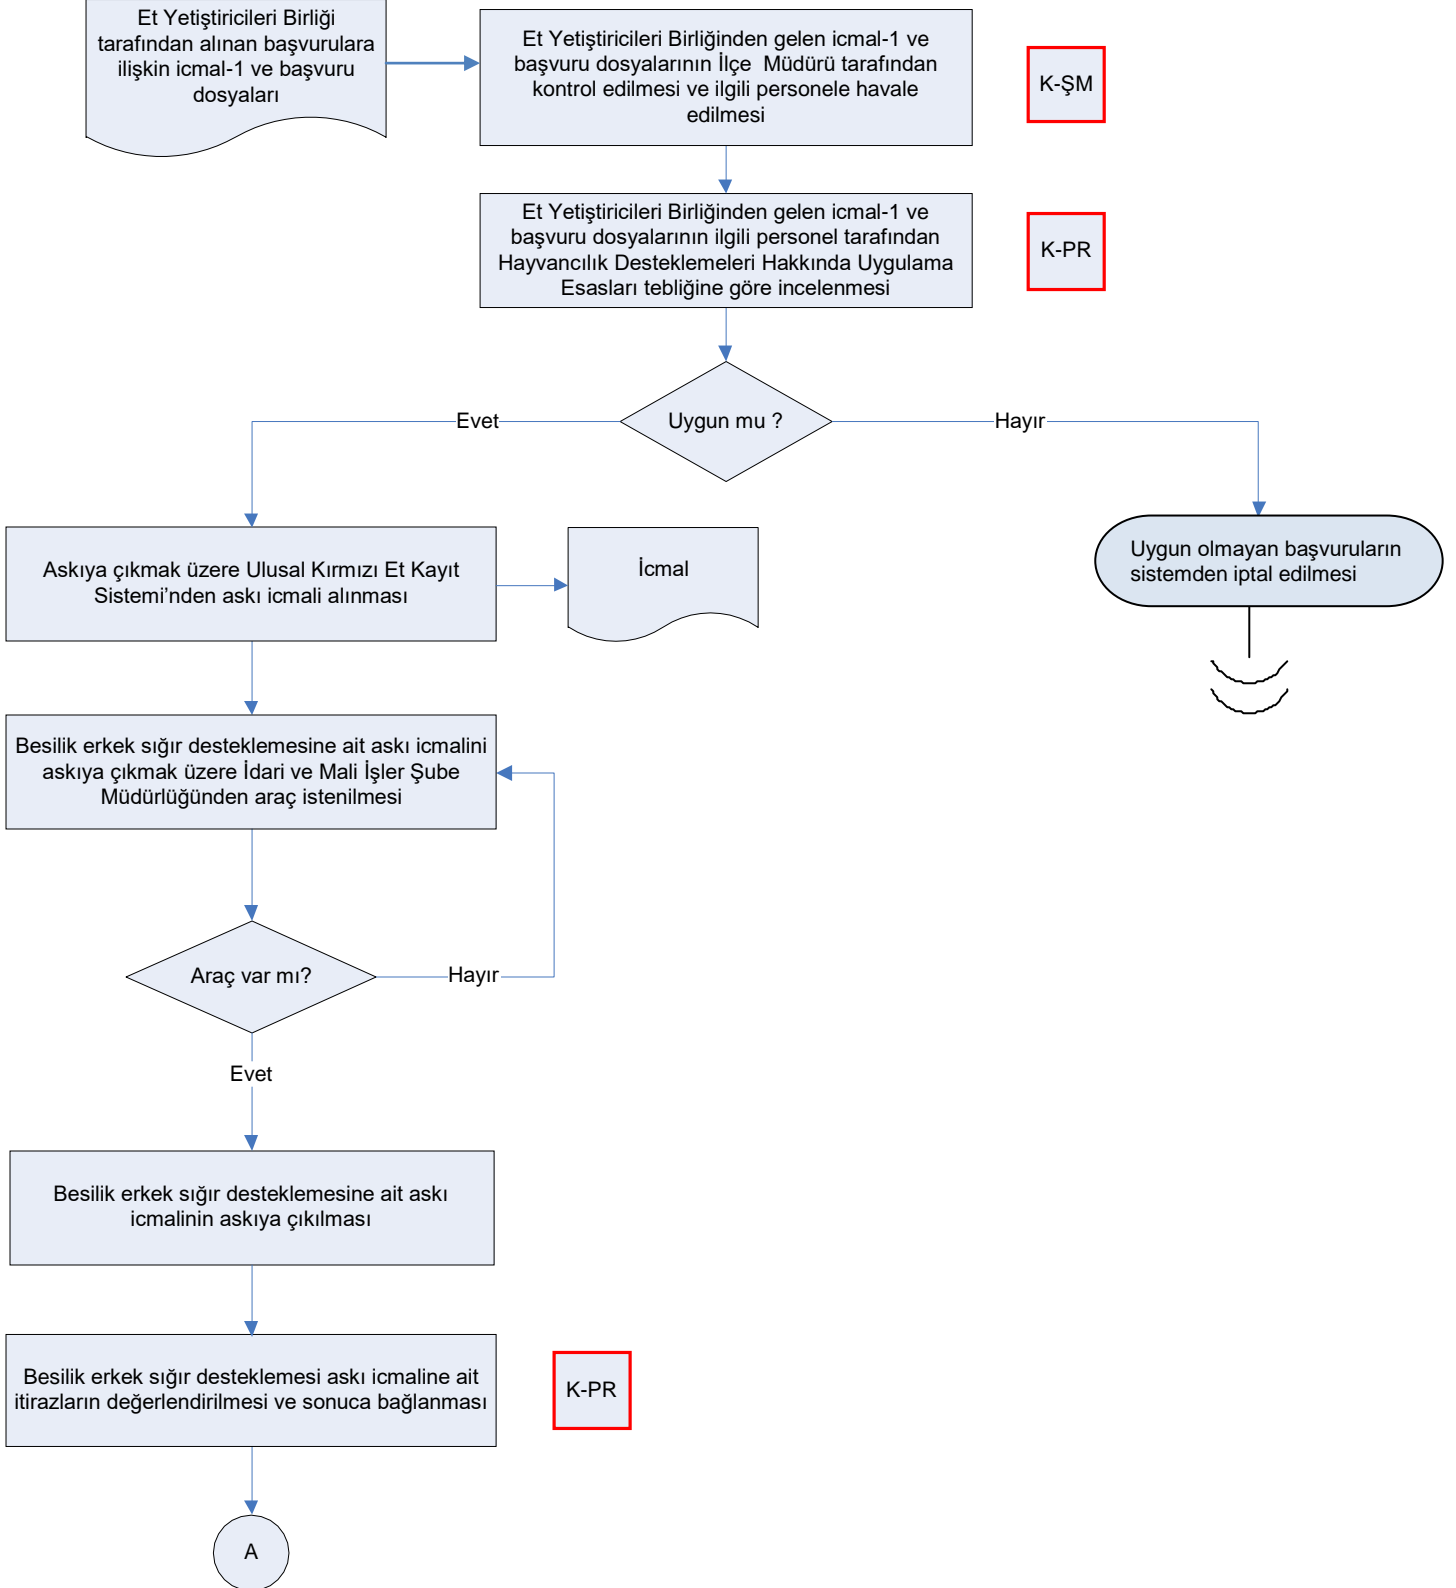 Et Yetiştiricileri Birliği
tarafından alınan başvurulara
ilişkin icmal-1 ve başvuru
dosyaları
Et Yetiştiricileri Birliğinden gelen icmal-1 ve
başvuru dosyalarının İlçe Müdürü tarafından
kontrol edilmesi ve ilgili personele havale
edilmesi
K-ŞM
Et Yetiştiricileri Birliğinden gelen icmal-1 ve
başvuru dosyalarının ilgili personel tarafından
Hayvancılık Desteklemeleri Hakkında Uygulama
Esasları tebliğine göre incelenmesi
K-PR
Uygun mu ?
Evet
Hayır
Askıya çıkmak üzere Ulusal Kırmızı Et Kayıt
Sistemi’nden askı icmali alınması
İcmal
Uygun olmayan başvuruların
sistemden iptal edilmesi
Besilik erkek sığır desteklemesine ait askı icmalini
askıya çıkmak üzere İdari ve Mali İşler Şube
Müdürlüğünden araç istenilmesi
Araç var mı?
Hayır
Evet
Besilik erkek sığır desteklemesine ait askı
icmalinin askıya çıkılması
Besilik erkek sığır desteklemesi askı icmaline ait
itirazların değerlendirilmesi ve sonuca bağlanması
K-PR
A